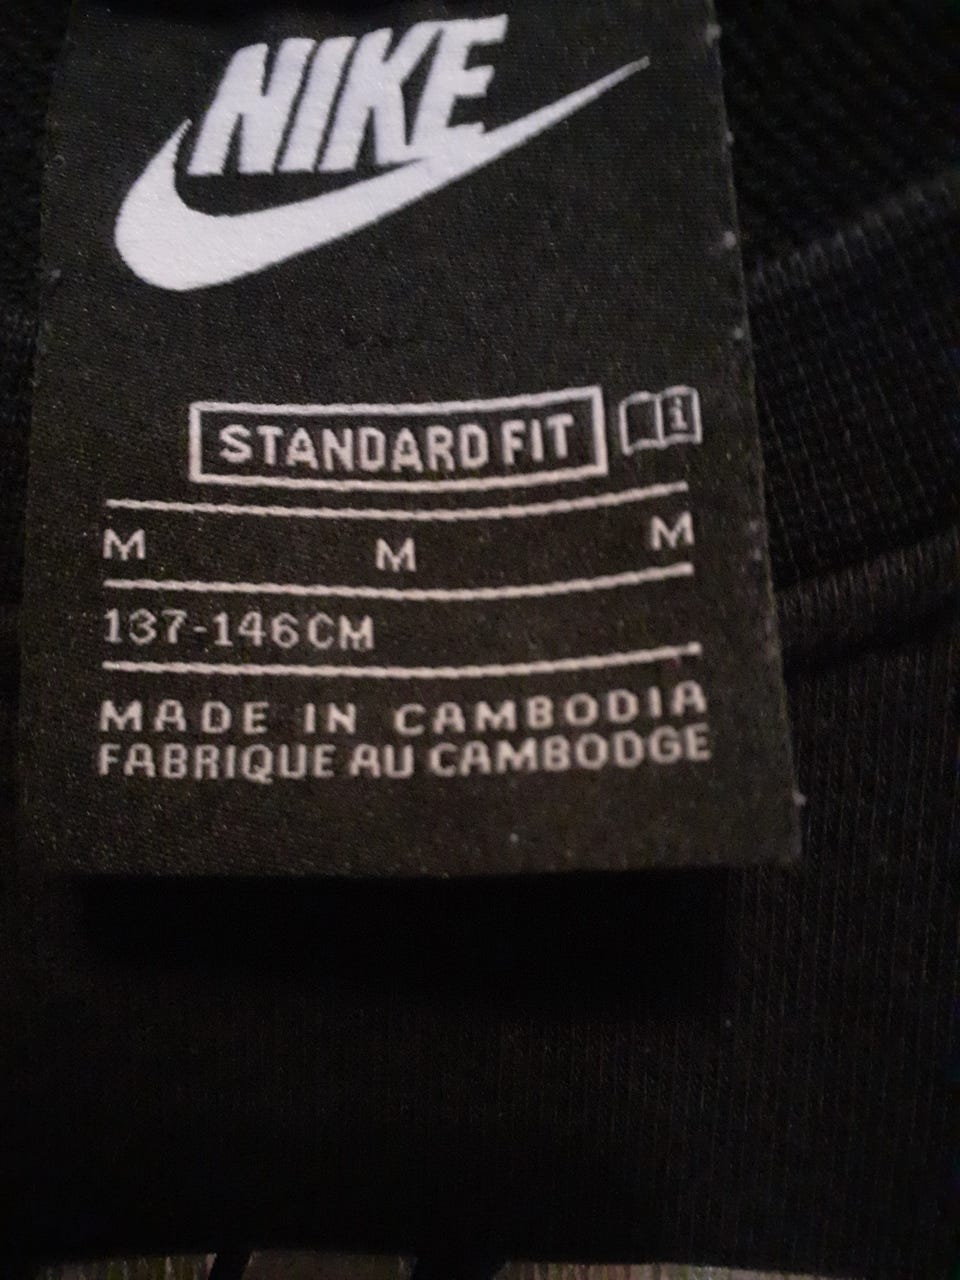 NIKE
STANDARD FIT i
M M M
137-146CM
MADE IN CAMBODIA
FABRIQUE AU CAMBODGE